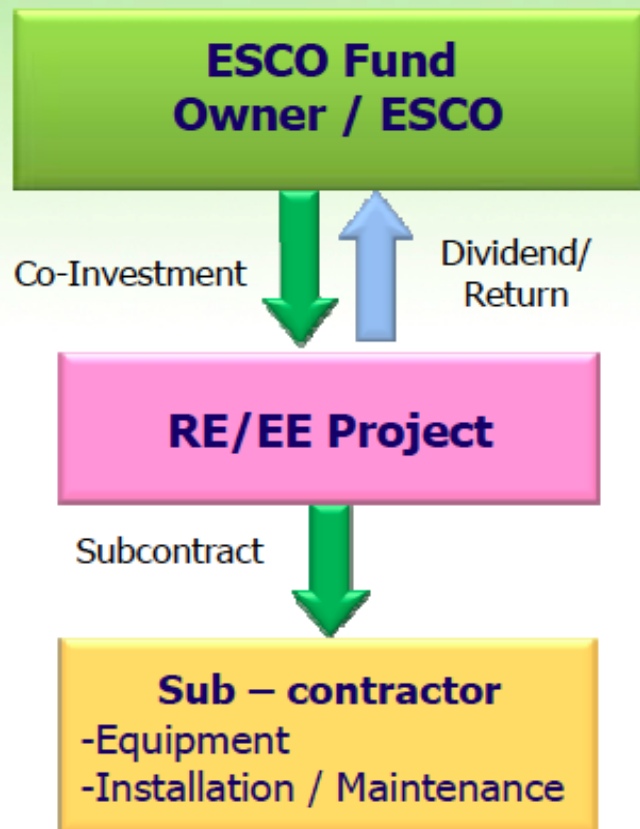 ESCO Fund
Owner / ESCO
Co-Investment
Dividend/
Return
RE/EE Project
Subcontract
Sub – contractor
-Equipment
-Installation / Maintenance